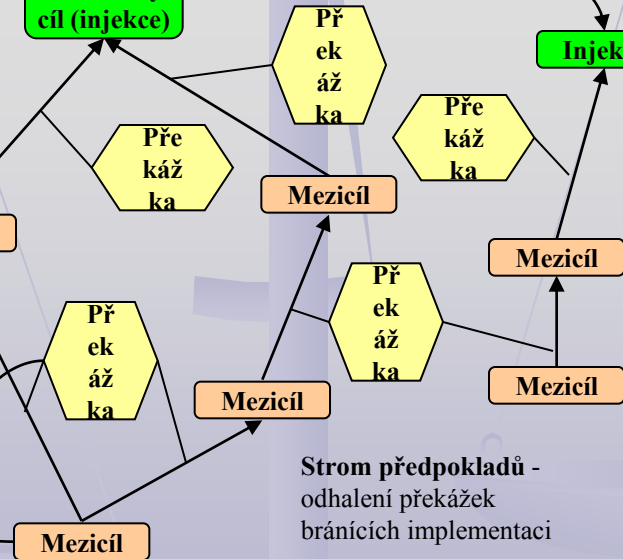 cíl (injekce)
Př
ek
áž
ka
Injek
Pře
káž
ka
Pře
káž
ka
Mezicíl
Mezicíl
Př
ek
áž
ka
Př
ek
áž
ka
Mezicíl
Mezicíl
Strom předpokladů -
odhalení překážek
bránících implementaci
Mezicíl